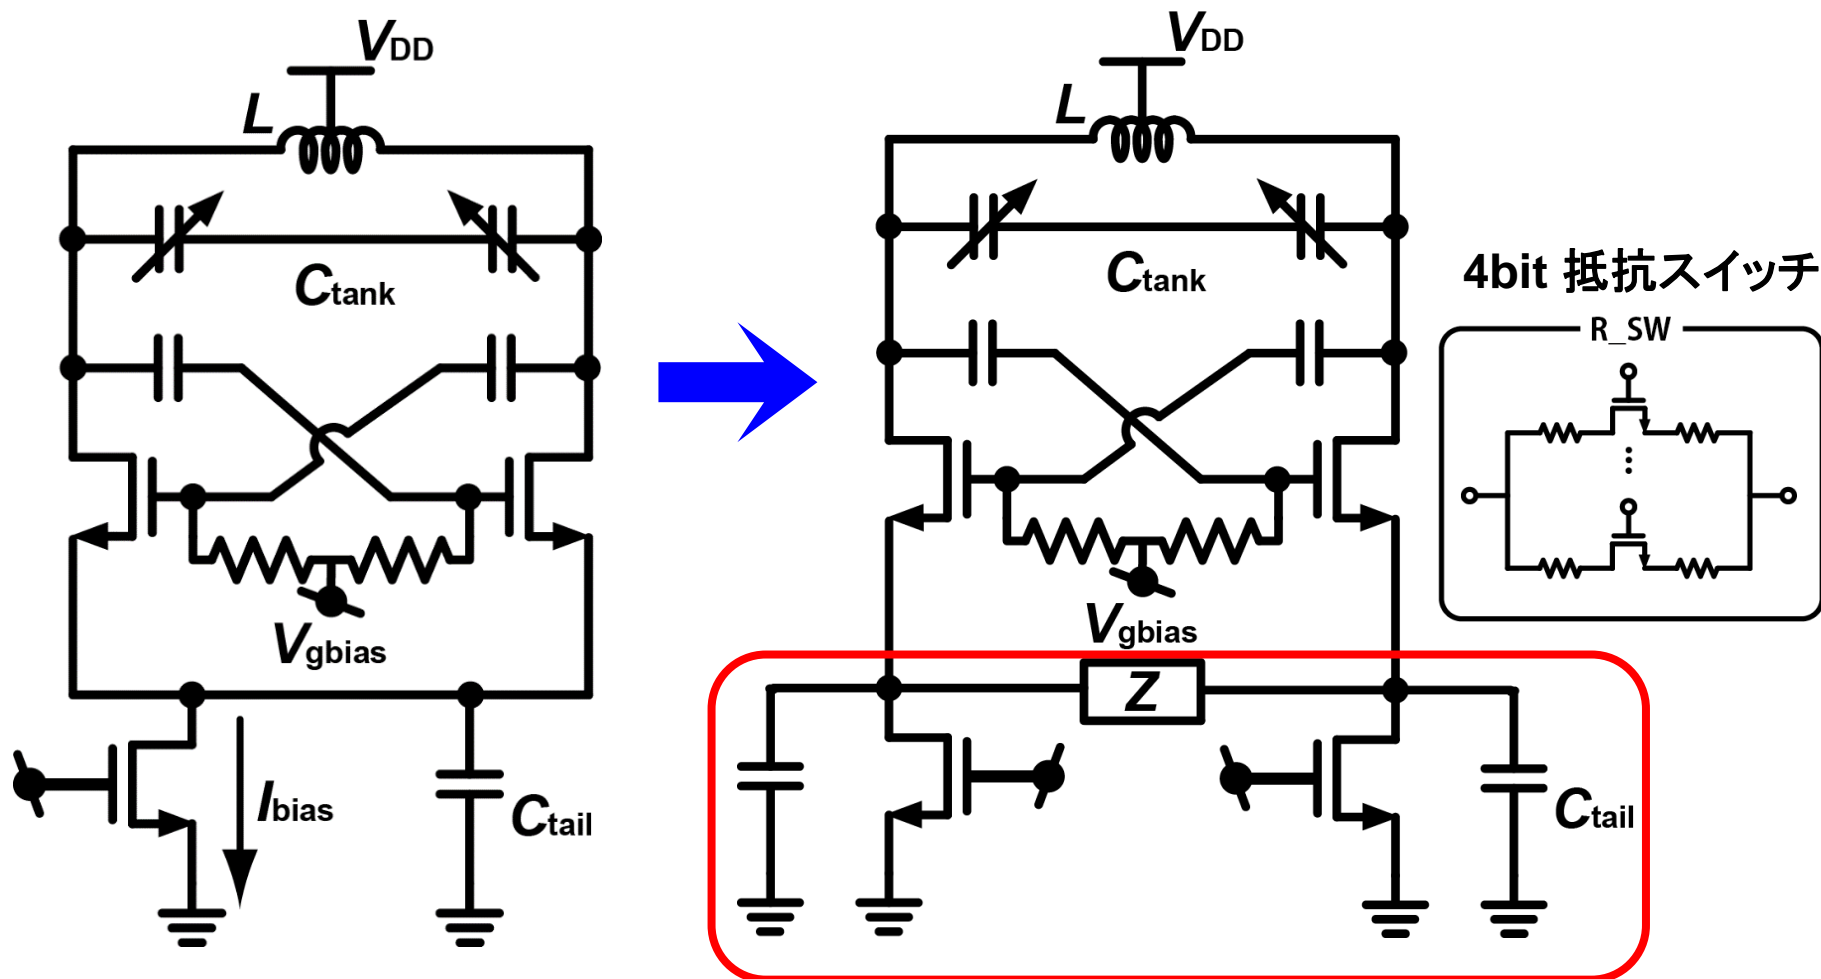 VDD
L
Ctank
Vgbias
Ibias
Ctail
VDD
L
Ctank
Vgbias
Z
Ctail
4bit 抵抗スイッチ
R_SW